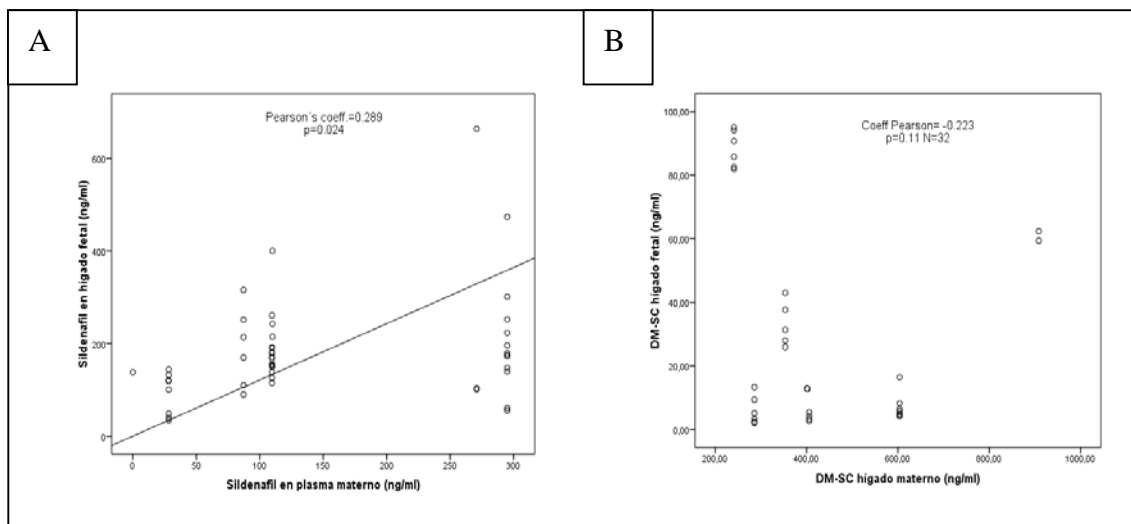 A
Pearson´s coeff.=0.289
p=0.024
Sildenafil en hígado fetal (ng/ml)
600
400
200
0
0 50 100 150 200 250 300
Sildenafil en plasma materno (ng/ml)
B
Coeff Pearson= -0.223
p=0.11 N=32
DM-SC hígado fetal (ng/ml)
100,00
80,00
60,00
40,00
20,00
0,00
200,00 400,00 600,00 800,00 1000,00
DM-SC hígado materno (ng/ml)